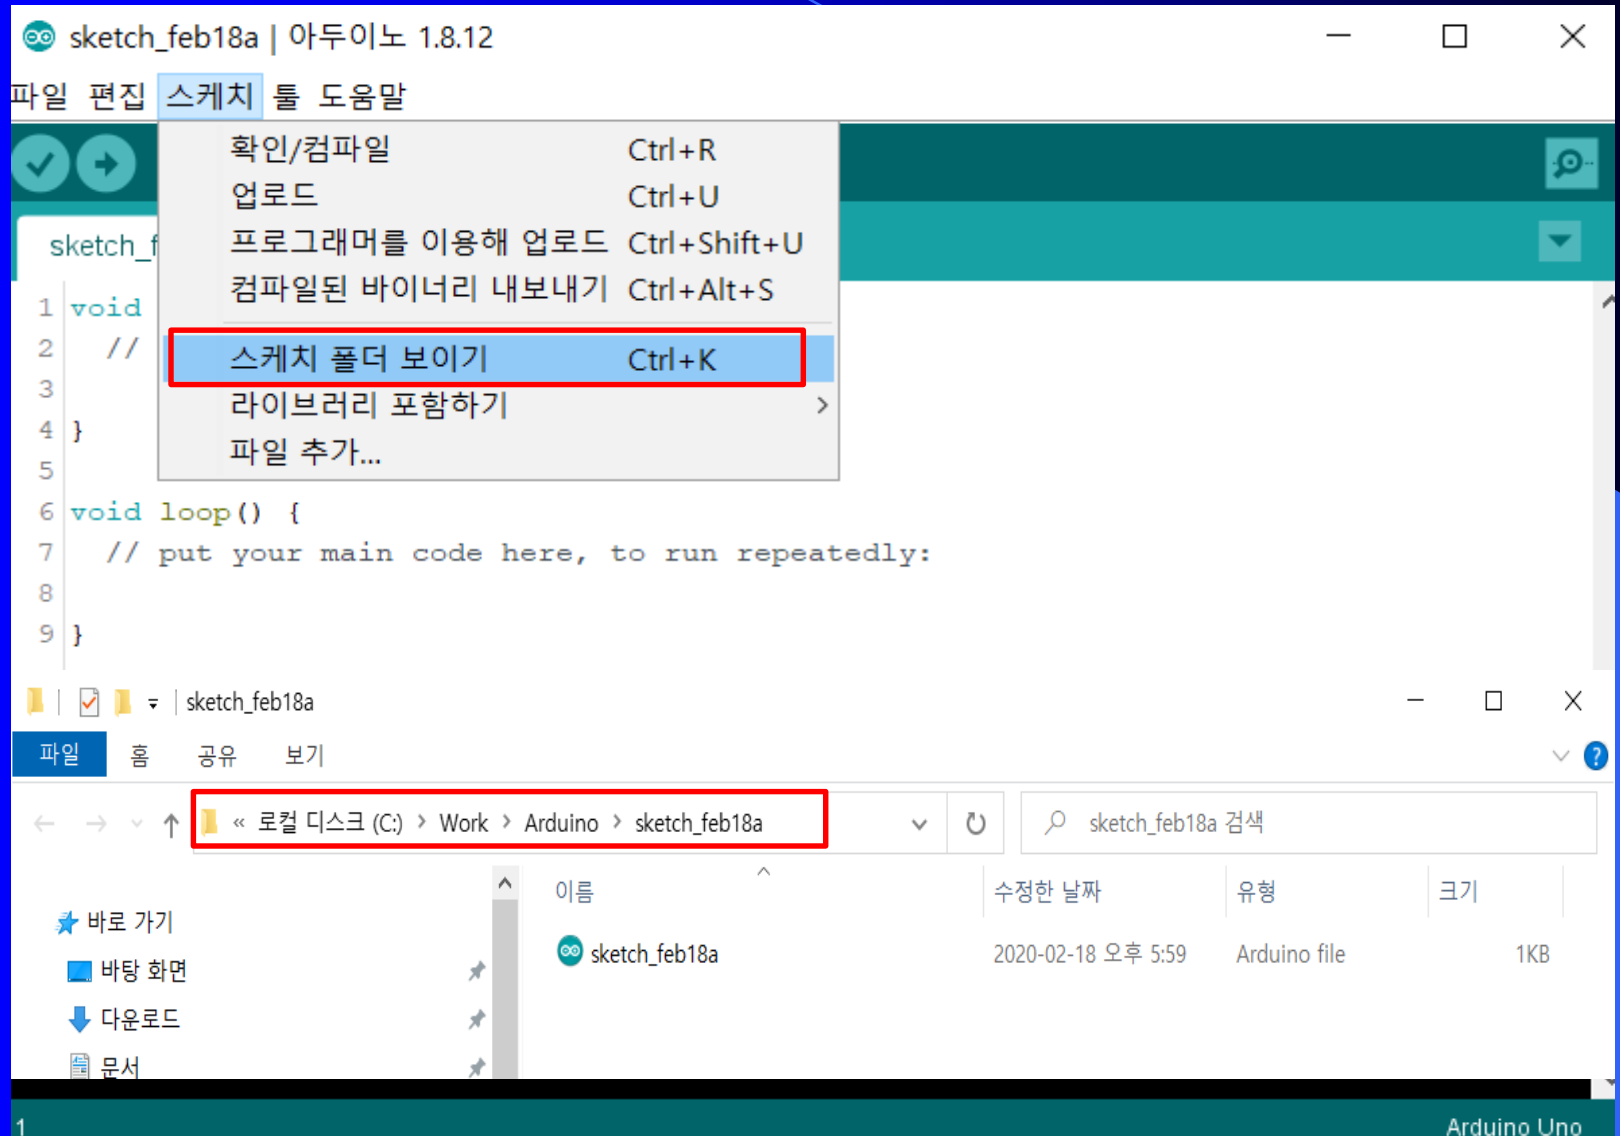 sketch_feb18a | 아두이노 1.8.12
파일 편집 스케치 툴 도움말
확인/컴파일 Ctrl+R
업로드 Ctrl+U
프로그래머를 이용해 업로드 Ctrl+Shift+U
컴파일된 바이너리 내보내기 Ctrl+Alt+S
스케치 폴더 보이기 Ctrl+K
라이브러리 포함하기
파일 추가...
sketch_f
1 void
2 //
3
4 }
5
6 void loop() {
7 // put your main code here, to run repeatedly:
8
9 }
sketch_feb18a
파일 홈 공유 보기
« 로컬 디스크 (C:) > Work > Arduino > sketch_feb18a
sketch_feb18a 검색
이름 수정한 날짜 유형 크기
sketch_feb18a 2020-02-18 오후 5:59 Arduino file 1KB
바로 가기
바탕 화면
다운로드
문서
1 Arduino Uno